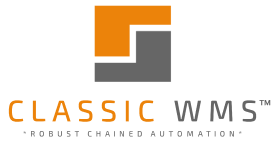 CLASSIC WMS™
"ROBUST CHAINED AUTOMATION"